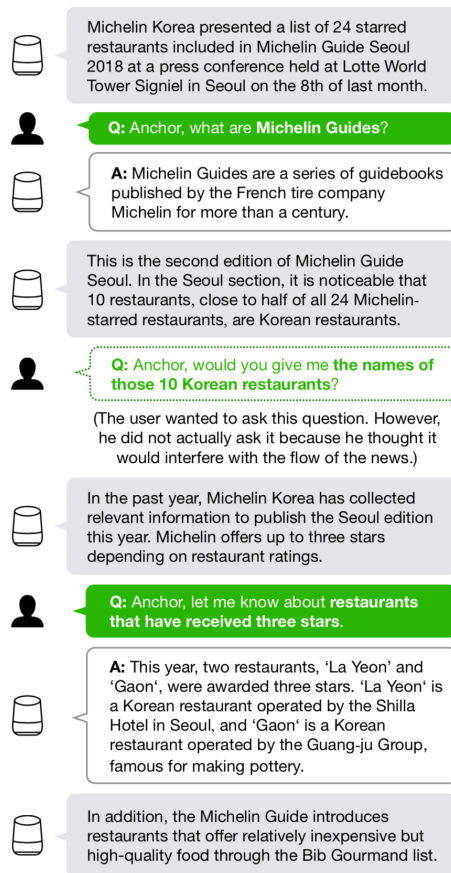 Michelin Korea presented a list of 24 starred
restaurants included in Michelin Guide Seoul
2018 at a press conference held at Lotte World
Tower Signiel in Seoul on the 8th of last month.
Q: Anchor, what are Michelin Guides?
A: Michelin Guides are a series of guidebooks
published by the French tire company
Michelin for more than a century.
This is the second edition of Michelin Guide
Seoul. In the Seoul section, it is noticeable that
10 restaurants, close to half of all 24 Michelin-
starred restaurants, are Korean restaurants.
Q: Anchor, would you give me the names of
those 10 Korean restaurants?
(The user wanted to ask this question. However,
he did not actually ask it because he thought it
would interfere with the flow of the news.)
In the past year, Michelin Korea has collected
relevant information to publish the Seoul edition
this year. Michelin offers up to three stars
depending on restaurant ratings.
Q: Anchor, let me know about restaurants
that have received three stars.
A: This year, two restaurants, ‘La Yeon’ and
‘Gaon‘, were awarded three stars. ‘La Yeon‘ is
a Korean restaurant operated by the Shilla
Hotel in Seoul, and ‘Gaon‘ is a Korean
restaurant operated by the Guang-ju Group,
famous for making pottery.
In addition, the Michelin Guide introduces
restaurants that offer relatively inexpensive but
high-quality food through the Bib Gourmand list.